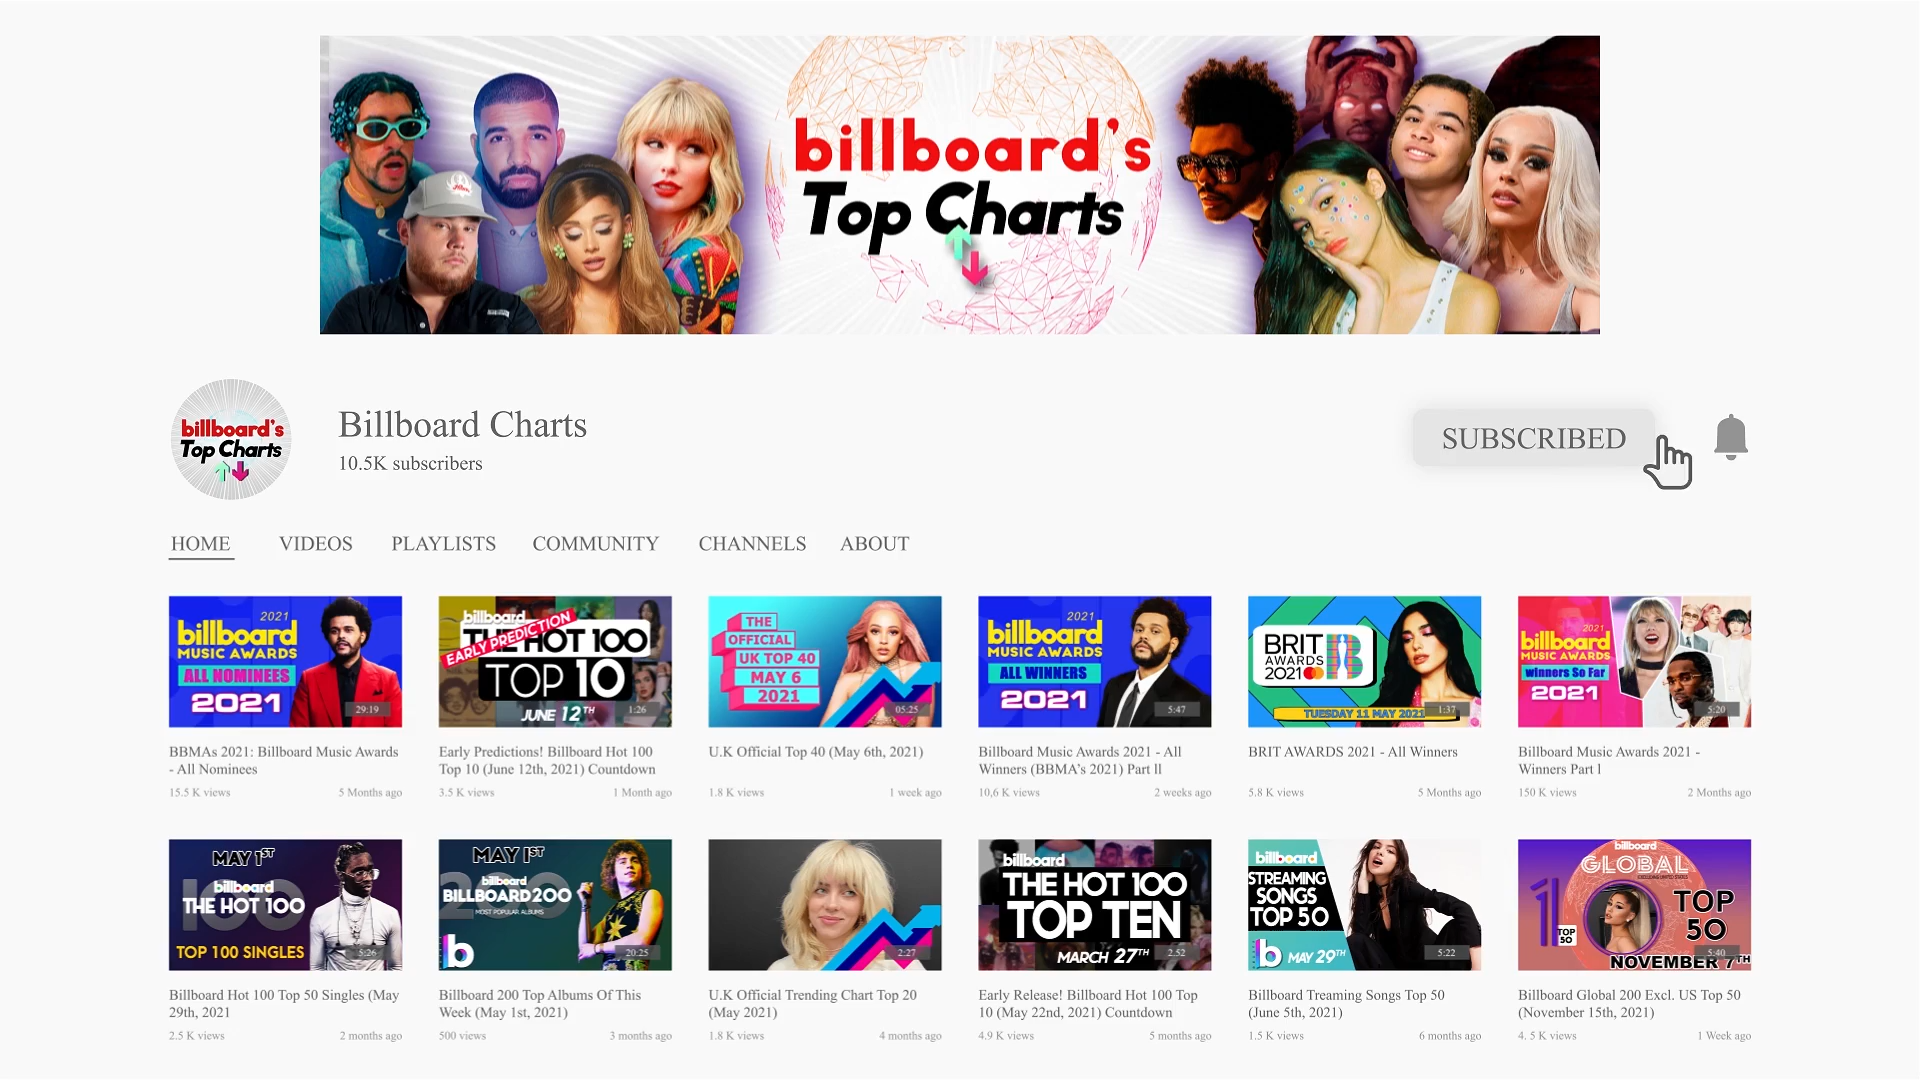 billboard's
Top Charts
billboard's
Top Charts
Billboard Charts
10.5K subscribers
SUBSCRIBED
HOME VIDEOS PLAYLISTS COMMUNITY CHANNELS ABOUT
2021
billboard
MUSIC AWARDS
ALL NOMINEES
2021
29:19
billboard
THE HOT 100
EARLY PREDICTION
TOP 10
JUNE 12TH
1:26
THE
OFFICIAL
UK TOP 40
MAY 6
2021
05:25
2021
billboard
MUSIC AWARDS
ALL WINNERS
2021
5:47
BRIT
AWARDS
2021
TUESDAY 11 MAY 2021
1:37
2021
billboard
MUSIC AWARDS
winners So Far
2021
5:20
BBMAs 2021: Billboard Music Awards
- All Nominees
15.5 K views 5 Months ago
Early Predictions! Billboard Hot 100
Top 10 (June 12th, 2021) Countdown
3.5 K views 1 Month ago
U.K Official Top 40 (May 6th, 2021)
1.8 K views 1 week ago
Billboard Music Awards 2021 - All
Winners (BBMA's 2021) Part ll
10,6 K views 2 weeks ago
BRIT AWARDS 2021 - All Winners
5.8 K views 5 Months ago
Billboard Music Awards 2021 -
Winners Part l
150 K views 2 Months ago
MAY 1ST
100
billboard
THE HOT 100
TOP 100 SINGLES
5:26
MAY 1ST
200
billboard
BILLBOARD 200
MOST POPULAR ALBUMS
b
20:25
2:27
billboard
THE HOT 100
TOP TEN
MARCH 27TH
2:52
billboard
STREAMING
SONGS
TOP 50
b MAY 29TH
5:22
billboard
GLOBAL
EXCLUDING UNITED STATES
TOP
50
TOP
50
5:40
NOVEMBER 7TH
Billboard Hot 100 Top 50 Singles (May
29th, 2021
2.5 K views 2 months ago
Billboard 200 Top Albums Of This
Week (May 1st, 2021)
500 views 3 months ago
U.K Official Trending Chart Top 20
(May 2021)
1.8 K views 4 months ago
Early Release! Billboard Hot 100 Top
10 (May 22nd, 2021) Countdown
4.9 K views 5 months ago
Billboard Treaming Songs Top 50
(June 5th, 2021)
1.5 K views 6 months ago
Billboard Global 200 Excl. US Top 50
(November 15th, 2021)
4. 5 K views 1 Week ago